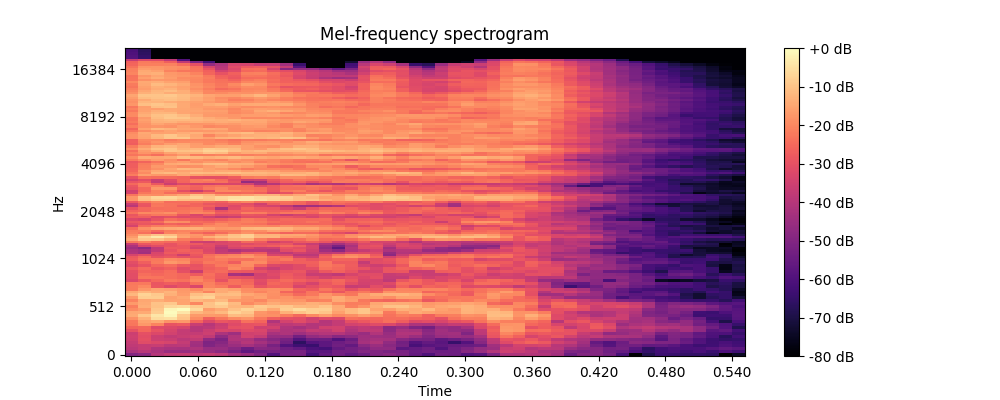 Mel-frequency spectrogram
Hz
16384
8192
4096
2048
1024
512
0
0.000 0.060 0.120 0.180 0.240 0.300 0.360 0.420 0.480 0.540
Time
+0 dB
-10 dB
-20 dB
-30 dB
-40 dB
-50 dB
-60 dB
-70 dB
-80 dB